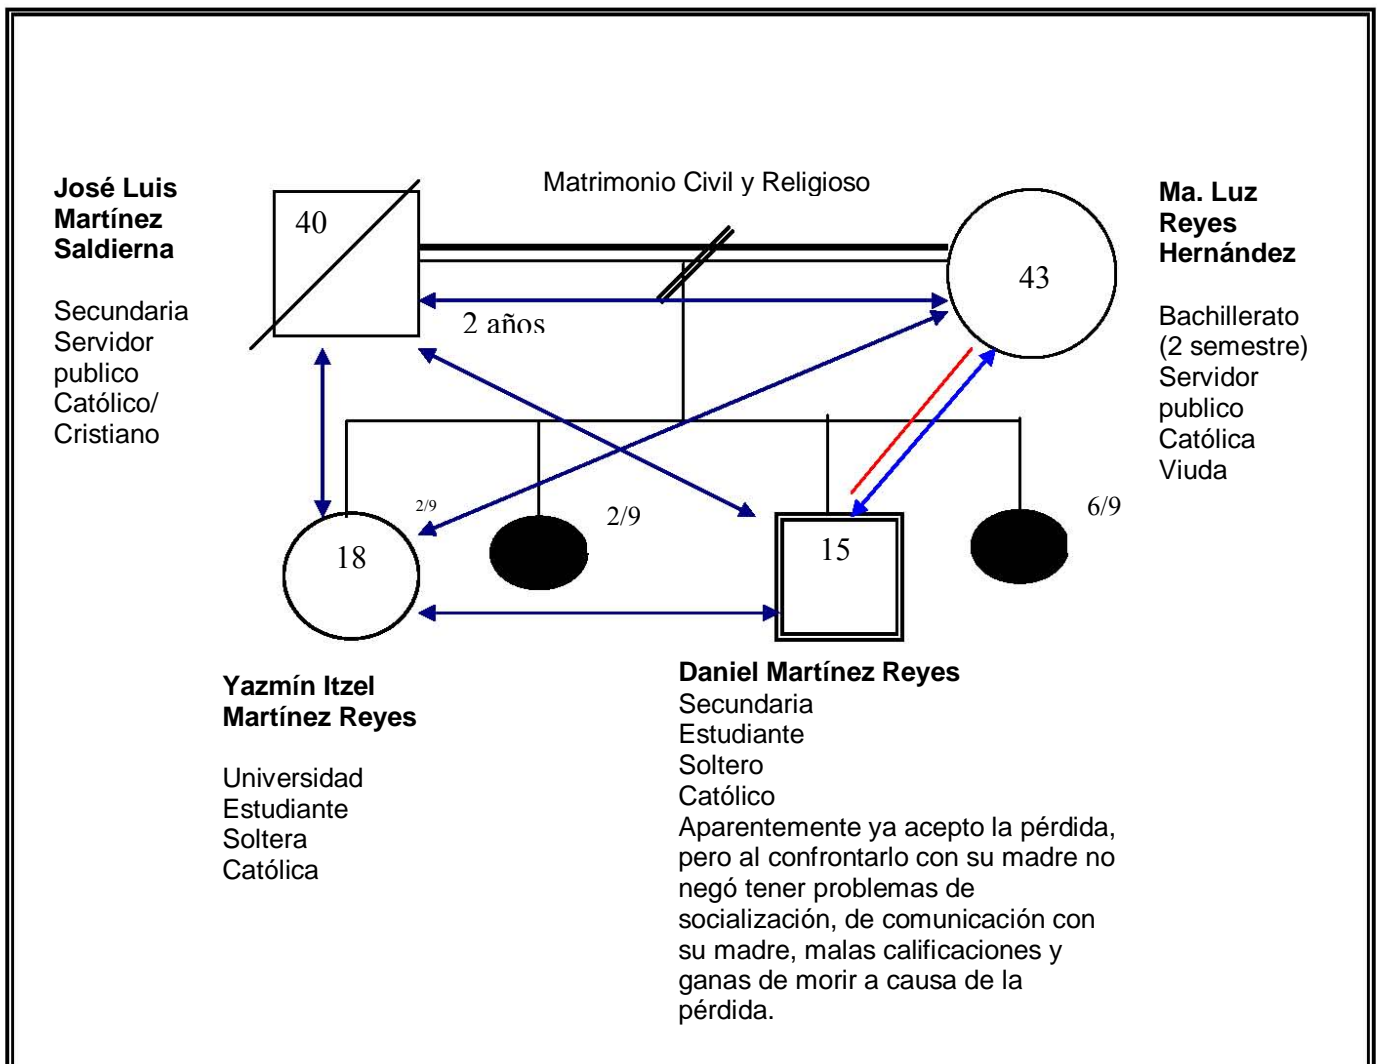 José Luis
Martínez
Saldierna
Secundaria
Servidor
publico
Católico/
Cristiano
40
Matrimonio Civil y Religioso
2 años
43
Ma. Luz
Reyes
Hernández
Bachillerato
(2 semestre)
Servidor
publico
Católica
Viuda
18
2/9
2/9
15
6/9
Yazmín Itzel
Martínez Reyes
Universidad
Estudiante
Soltera
Católica
Daniel Martínez Reyes
Secundaria
Estudiante
Soltero
Católico
Aparentemente ya acepto la pérdida,
pero al confrontarlo con su madre no
negó tener problemas de
socialización, de comunicación con
su madre, malas calificaciones y
ganas de morir a causa de la
pérdida.